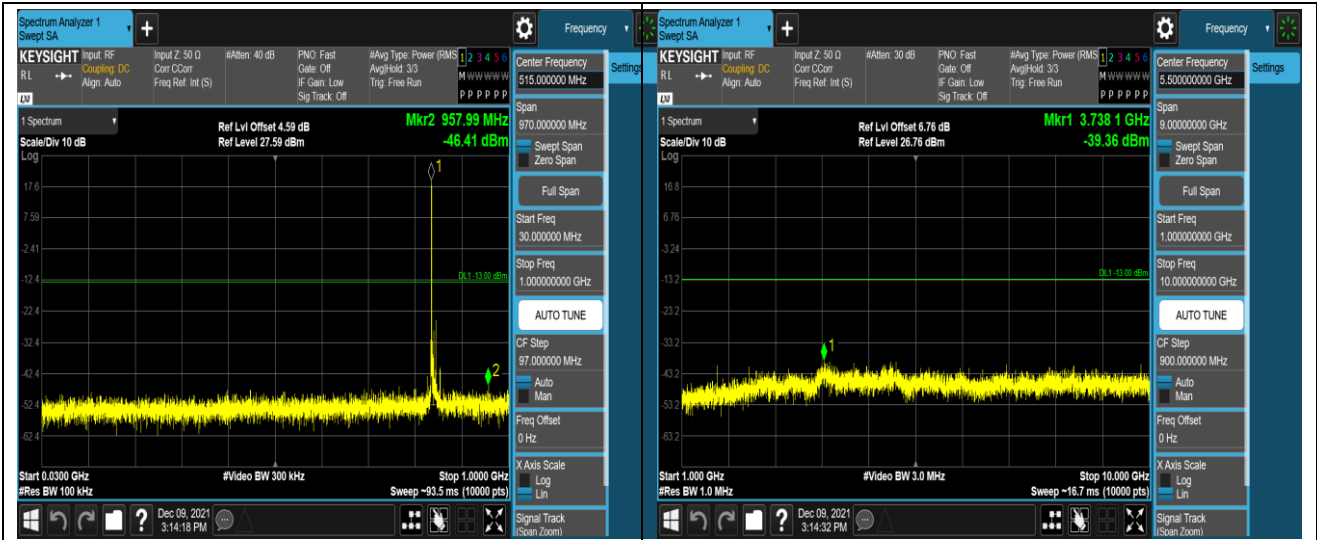 Spectrum Analyzer 1
Swept SA
Frequency
KEYSIGHT
RL
LXI
Input: RF
Coupling: DC
Align: Auto
Input Z: 50 Ω
Corr CCorr
Freq Ref: Int (S)
#Atten: 40 dB
PNO: Fast
Gate: Off
IF Gain: Low
Sig Track: Off
#Avg Type: Power (RMS
Avg|Hold: 3/3
Trig: Free Run
1 2 3 4 5 6
M W W W W W
P P P P P P
1 Spectrum
Scale/Div 10 dB
Log
Ref Lvl Offset 4.59 dB
Ref Level 27.59 dBm
Mkr2 957.99 MHz
-46.41 dBm
1
17.6
7.59
-2.41
DL1 -13.00 dBm
-12.4
-22.4
-32.4
-42.4
2
-52.4
-62.4
Start 0.0300 GHz
#Res BW 100 kHz
#Video BW 300 kHz
Stop 1.0000 GHz
Sweep ~93.5 ms (10000 pts)
Dec 09, 2021
3:14:18 PM
Center Frequency
515.000000 MHz
Settings
Span
970.000000 MHz
Swept Span
Zero Span
Full Span
Start Freq
30.000000 MHz
Stop Freq
1.000000000 GHz
AUTO TUNE
CF Step
97.000000 MHz
Auto
Man
Freq Offset
0 Hz
X Axis Scale
Log
Lin
Signal Track
(Span Zoom)
Spectrum Analyzer 1
Swept SA
Frequency
KEYSIGHT
RL
LXI
Input: RF
Coupling: DC
Align: Auto
Input Z: 50 Ω
Corr CCorr
Freq Ref: Int (S)
#Atten: 30 dB
PNO: Fast
Gate: Off
IF Gain: Low
Sig Track: Off
#Avg Type: Power (RMS
Avg|Hold: 3/3
Trig: Free Run
1 2 3 4 5 6
M W W W W W
P P P P P P
1 Spectrum
Scale/Div 10 dB
Log
Ref Lvl Offset 6.76 dB
Ref Level 26.76 dBm
Mkr1 3.738 1 GHz
-39.36 dBm
16.8
6.76
-3.24
DL1 -13.00 dBm
-13.2
-23.2
-33.2
1
-43.2
-53.2
-63.2
Start 1.000 GHz
#Res BW 1.0 MHz
#Video BW 3.0 MHz
Stop 10.000 GHz
Sweep ~16.7 ms (10000 pts)
Dec 09, 2021
3:14:32 PM
Center Frequency
5.500000000 GHz
Settings
Span
9.00000000 GHz
Swept Span
Zero Span
Full Span
Start Freq
1.000000000 GHz
Stop Freq
10.000000000 GHz
AUTO TUNE
CF Step
900.000000 MHz
Auto
Man
Freq Offset
0 Hz
X Axis Scale
Log
Lin
Signal Track
(Span Zoom)